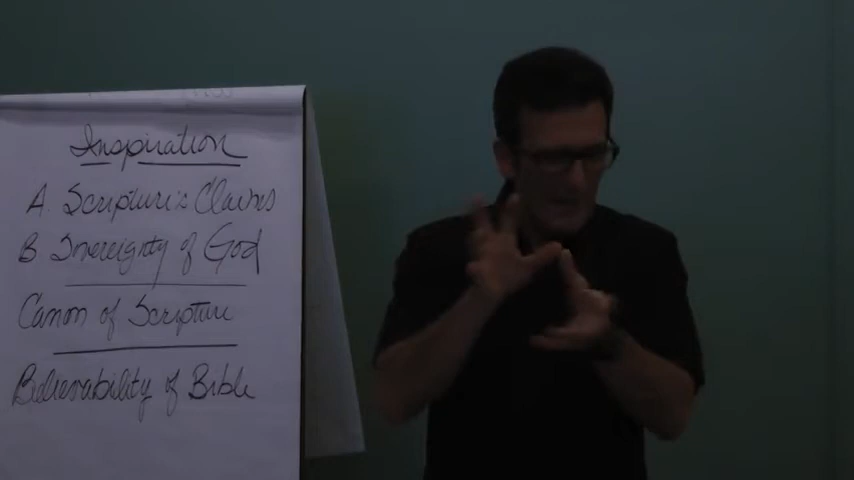 Inspiration
A. Scripture's Claims
B Sovereignty of God
Canon of Scripture
Believability of Bible